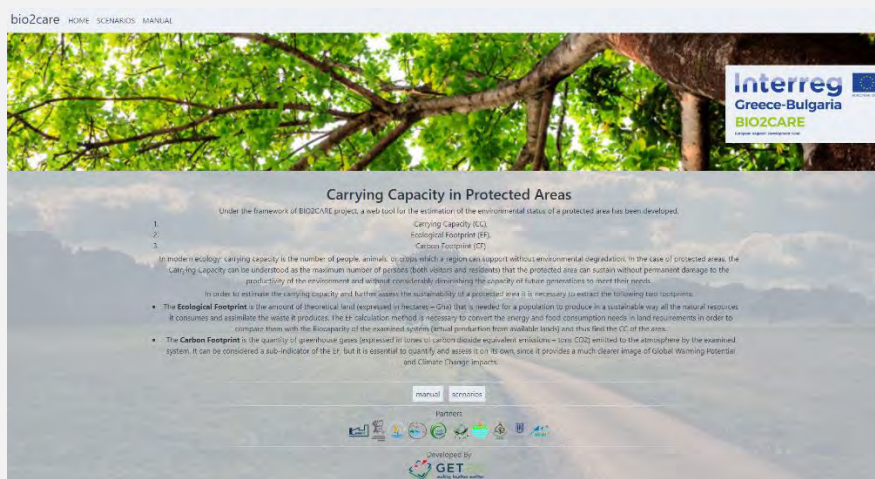 bio2care HOME SCENARIOS MANUAL
Interreg
Greece-Bulgaria
BIO2CARE
European Regional Development Fund
Carrying Capacity in Protected Areas
Under the framework of BIO2CARE project, a web tool for the estimation of the environmental status of a protected area has been developed.
1. Carrying Capacity (CC),
2. Ecological Footprint (EF),
3. Carbon Footprint (CF)
In modern ecology: carrying capacity is the number of people, animals, or crops which a region can support without environmental degradation. In the case of protected areas, the
Carrying Capacity can be understood as the maximum number of persons (both visitors and residents) that the protected area can sustain without permanent damage to the
productivity of the environment and without considerably diminishing the capacity of future generations to meet their needs.
In order to estimate the carrying capacity and further assess the sustainability of a protected area it is necessary to extract the following two footprints:
• The Ecological Footprint is the amount of theoretical land (expressed in hectares – Gha) that is needed for a population to produce in a sustainable way all the natural resources
it consumes and assimilate the waste it produces. The EF calculation method is necessary to convert the energy and food consumption needs in land requirements in order to
compare them with the Biocapacity of the examined system (actual production from available lands) and thus find the CC of the area.
• The Carbon Footprint is the quantity of greenhouse gases (expressed in tones of carbon dioxide equivalent emissions – tons CO2) emitted to the atmosphere by the examined
system. It can be considered a sub-indicator of the EF, but it is essential to quantify and assess it on its own, since it provides a much clearer image of Global Warming Potential
and Climate Change impacts.
manual scenarios
Partners
Developed By
GET